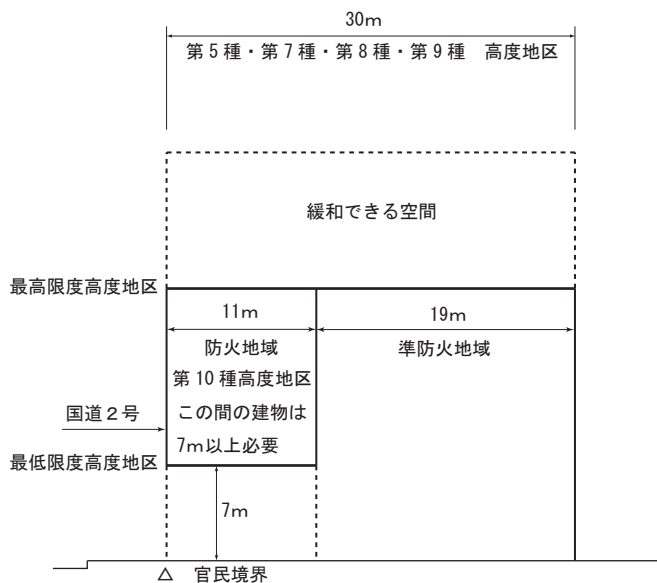 30m
第5種・第7種・第8種・第9種　高度地区
緩和できる空間
最高限度高度地区
11m
19m
防火地域
準防火地域
第10種高度地区
この間の建物は
国道2号
7m以上必要
最低限度高度地区
7m
△　官民境界